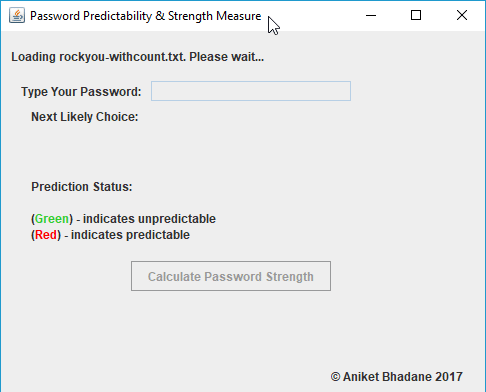 Password Predictability & Strength Measure
Loading rockyou-withcount.txt. Please wait...
Type Your Password:
Next Likely Choice:
Prediction Status:
(Green) - indicates unpredictable
(Red) - indicates predictable
Calculate Password Strength
© Aniket Bhadane 2017